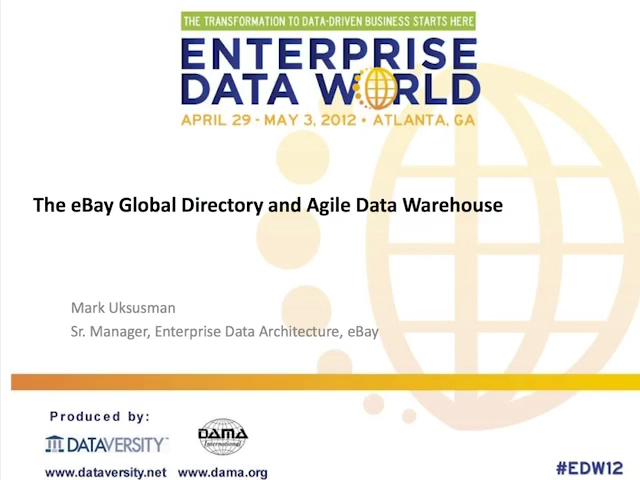 THE TRANSFORMATION TO DATA-DRIVEN BUSINESS STARTS HERE
ENTERPRISE
DATA WORLD
APRIL 29 - MAY 3, 2012 • ATLANTA, GA
The eBay Global Directory and Agile Data Warehouse
Mark Uksusman
Sr. Manager, Enterprise Data Architecture, eBay
Produced by:
DATAVERSITY
DAMA
International
www.dataversity.net www.dama.org
#EDW12